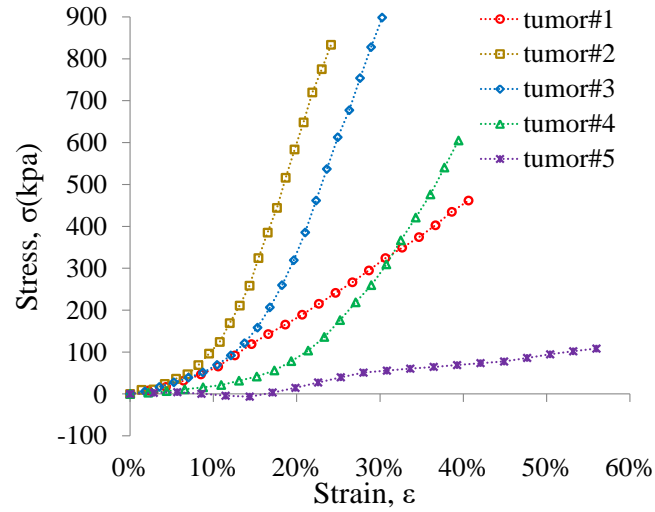 900
800
700
600
500
400
300
200
100
0
-100
Stress, σ(kpa)
0% 10% 20% 30% 40% 50% 60%
Strain, ε
tumor#1
tumor#2
tumor#3
tumor#4
tumor#5